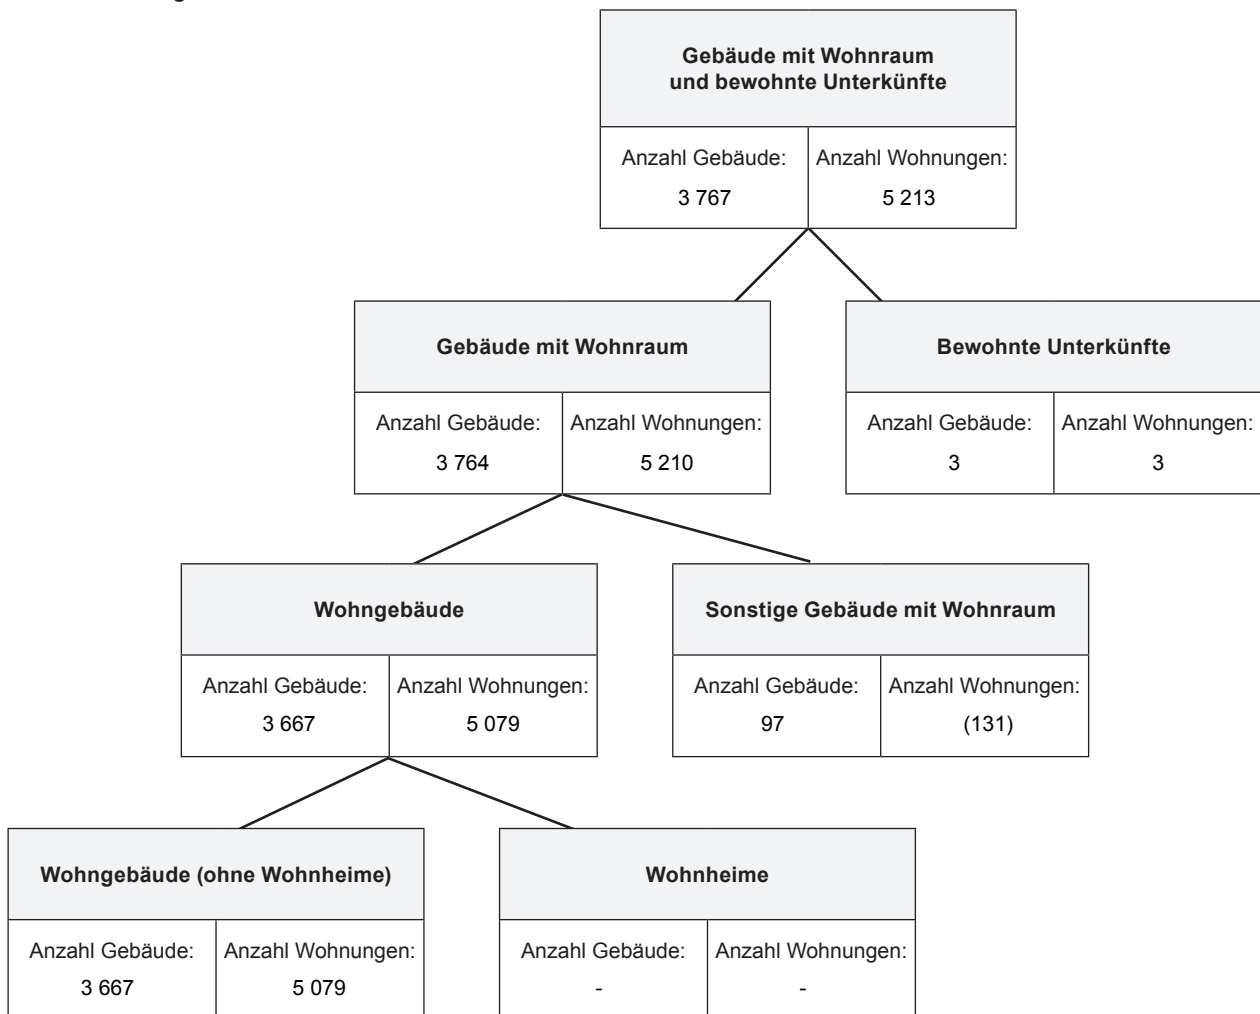 Gebäude mit Wohnraum
und bewohnte Unterkünfte
Anzahl Gebäude: Anzahl Wohnungen:
3 767 5 213
Gebäude mit Wohnraum Bewohnte Unterkünfte
Anzahl Gebäude: Anzahl Wohnungen: Anzahl Gebäude: Anzahl Wohnungen:
3 764 5 210 3 3
Wohngebäude Sonstige Gebäude mit Wohnraum
Anzahl Gebäude: Anzahl Wohnungen: Anzahl Gebäude: Anzahl Wohnungen:
3 667 5 079 97 (131)
Wohngebäude (ohne Wohnheime) Wohnheime
Anzahl Gebäude: Anzahl Wohnungen: Anzahl Gebäude: Anzahl Wohnungen:
3 667 5 079 - -